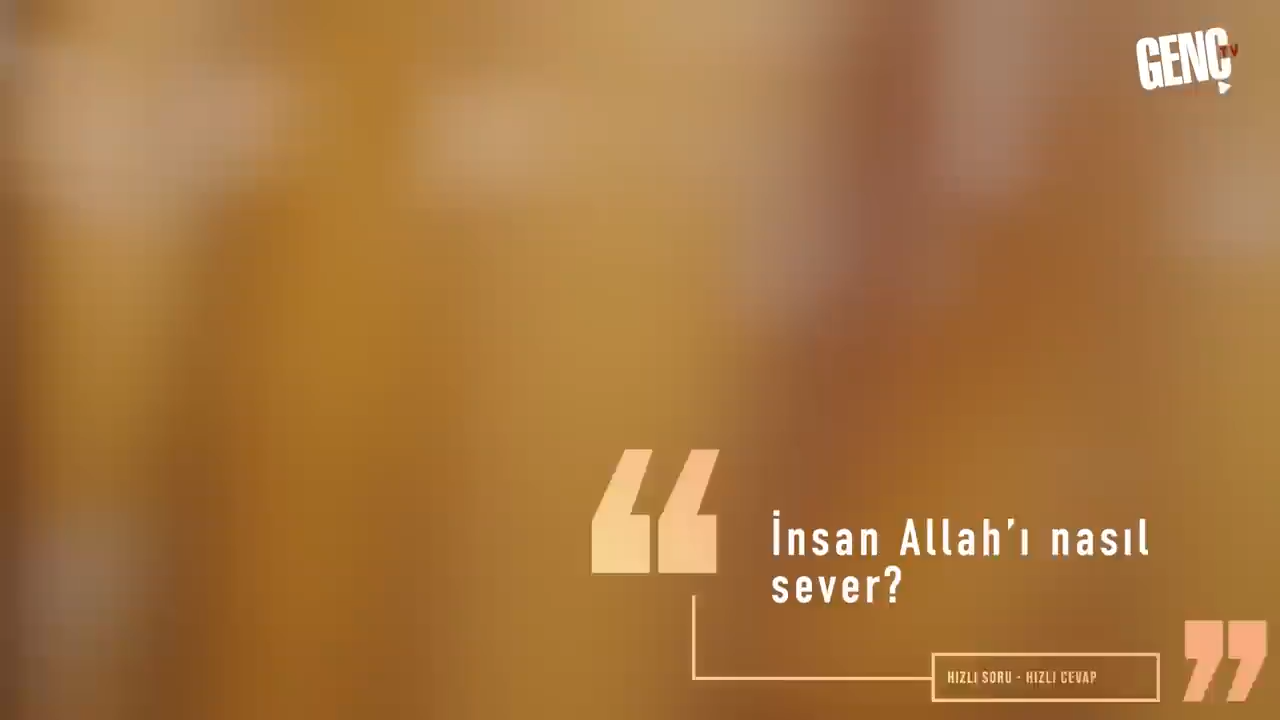 GENÇ
TV
İnsan Allah’ı nasıl
sever?
HIZLI SORU - HIZLI CEVAP